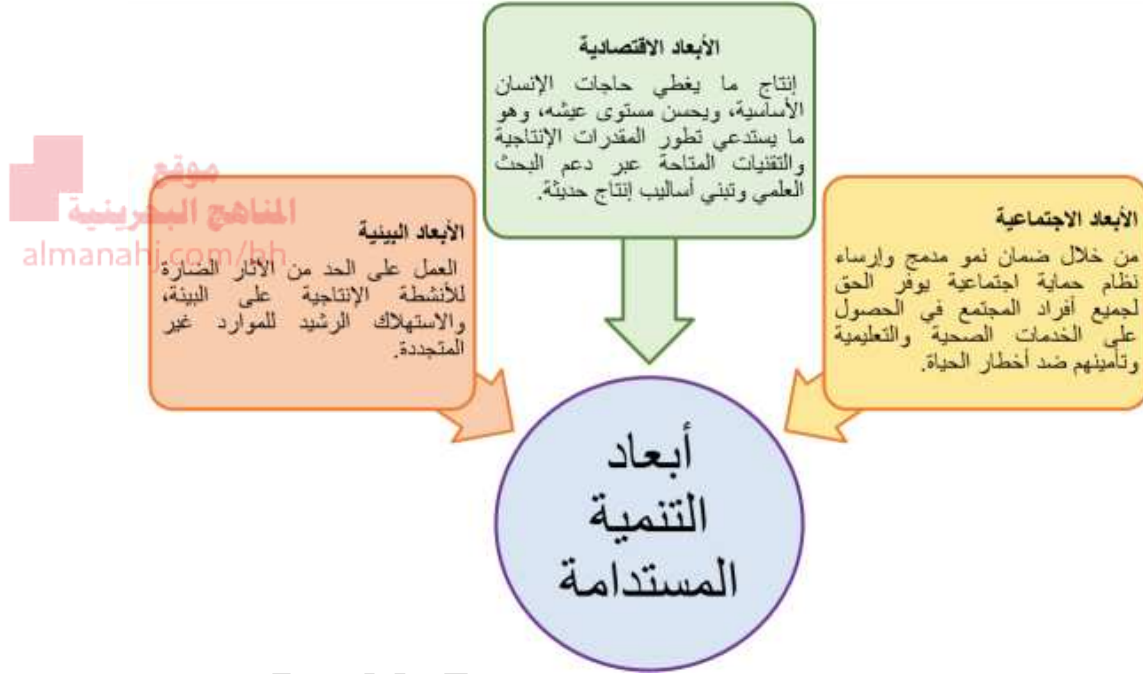 الأبعاد الاقتصادية
إنتاج ما يغطي حاجات الإنسان
الأساسية، ويحسن مستوى عيشه، وهو
ما يستدعي تطور المقدرات الإنتاجية
والتقنيات المتاحة عبر دعم البحث
العلمي وتبني أساليب إنتاج حديثة.
الأبعاد الاجتماعية
من خلال ضمان نمو مدمج وإرساء
نظام حماية اجتماعية يوفر الحق
لجميع أفراد المجتمع في الحصول
على الخدمات الصحية والتعليمية
وتأمينهم ضد أخطار الحياة.
موقع
المناهج البحرينية
almanahj.com/bh
الأبعاد البيئية
العمل على الحد من الآثار الضارة
للأنشطة الإنتاجية على البيئة،
والاستهلاك الرشيد للموارد غير
المتجددة.
أبعاد
التنمية
المستدامة